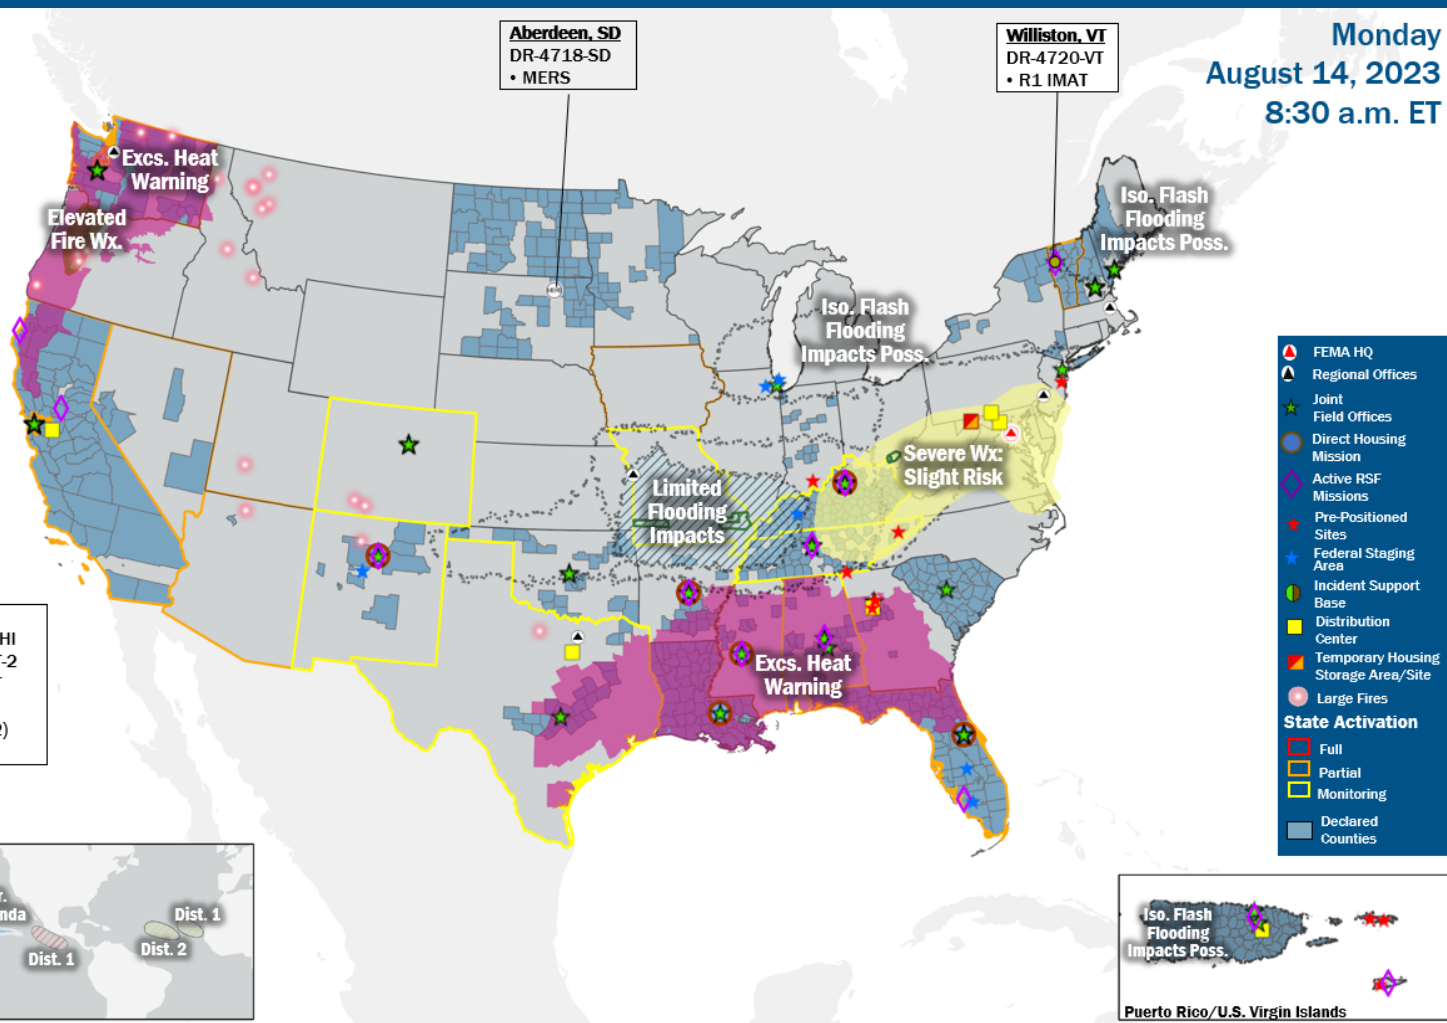 Monday
August 14, 2023
8:30 a.m. ET
Aberdeen, SD
DR-4718-SD
• MERS
Williston, VT
DR-4720-VT
• R1 IMAT
Excs. Heat
Warning
Elevated
Fire Wx.
Iso. Flash
Flooding
Impacts Poss.
Iso. Flash
Flooding
Impacts Poss.
Severe Wx:
Slight Risk
Limited
Flooding
Impacts
Excs. Heat
Warning
FEMA HQ
Regional Offices
Joint
Field Offices
Direct Housing
Mission
Active RSF
Missions
Pre-Positioned
Sites
Federal Staging
Area
Incident Support
Base
Distribution
Center
Temporary Housing
Storage Area/Site
Large Fires
State Activation
Full
Partial
Monitoring
Declared
Counties
HI
-2
)
r.
nda
Dist. 1
Dist. 2
Dist. 1
Iso. Flash
Flooding
Impacts Poss.
Puerto Rico/U.S. Virgin Islands